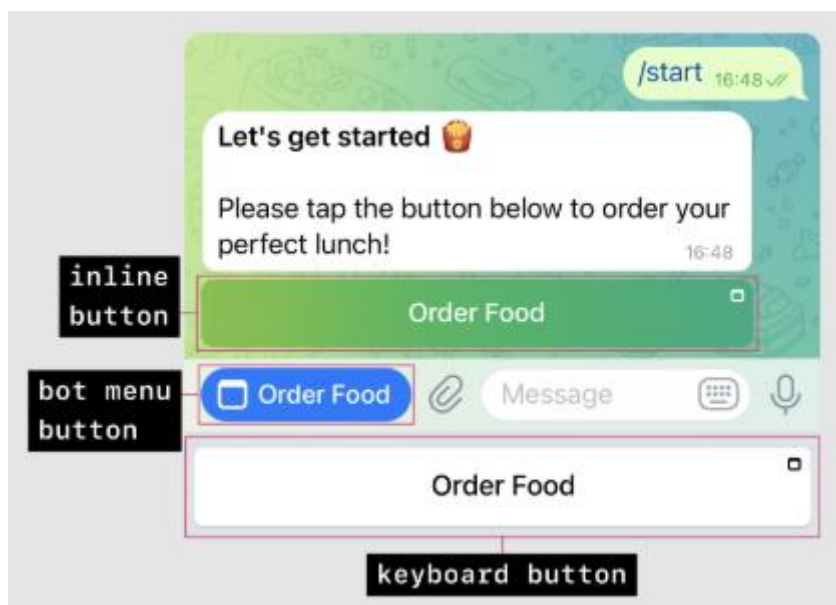 /start 16:48
Let's get started 🍟
Please tap the button below to order your
perfect lunch!
16:48
inline
button
Order Food
bot menu
button
Order Food
Message
Order Food
keyboard button